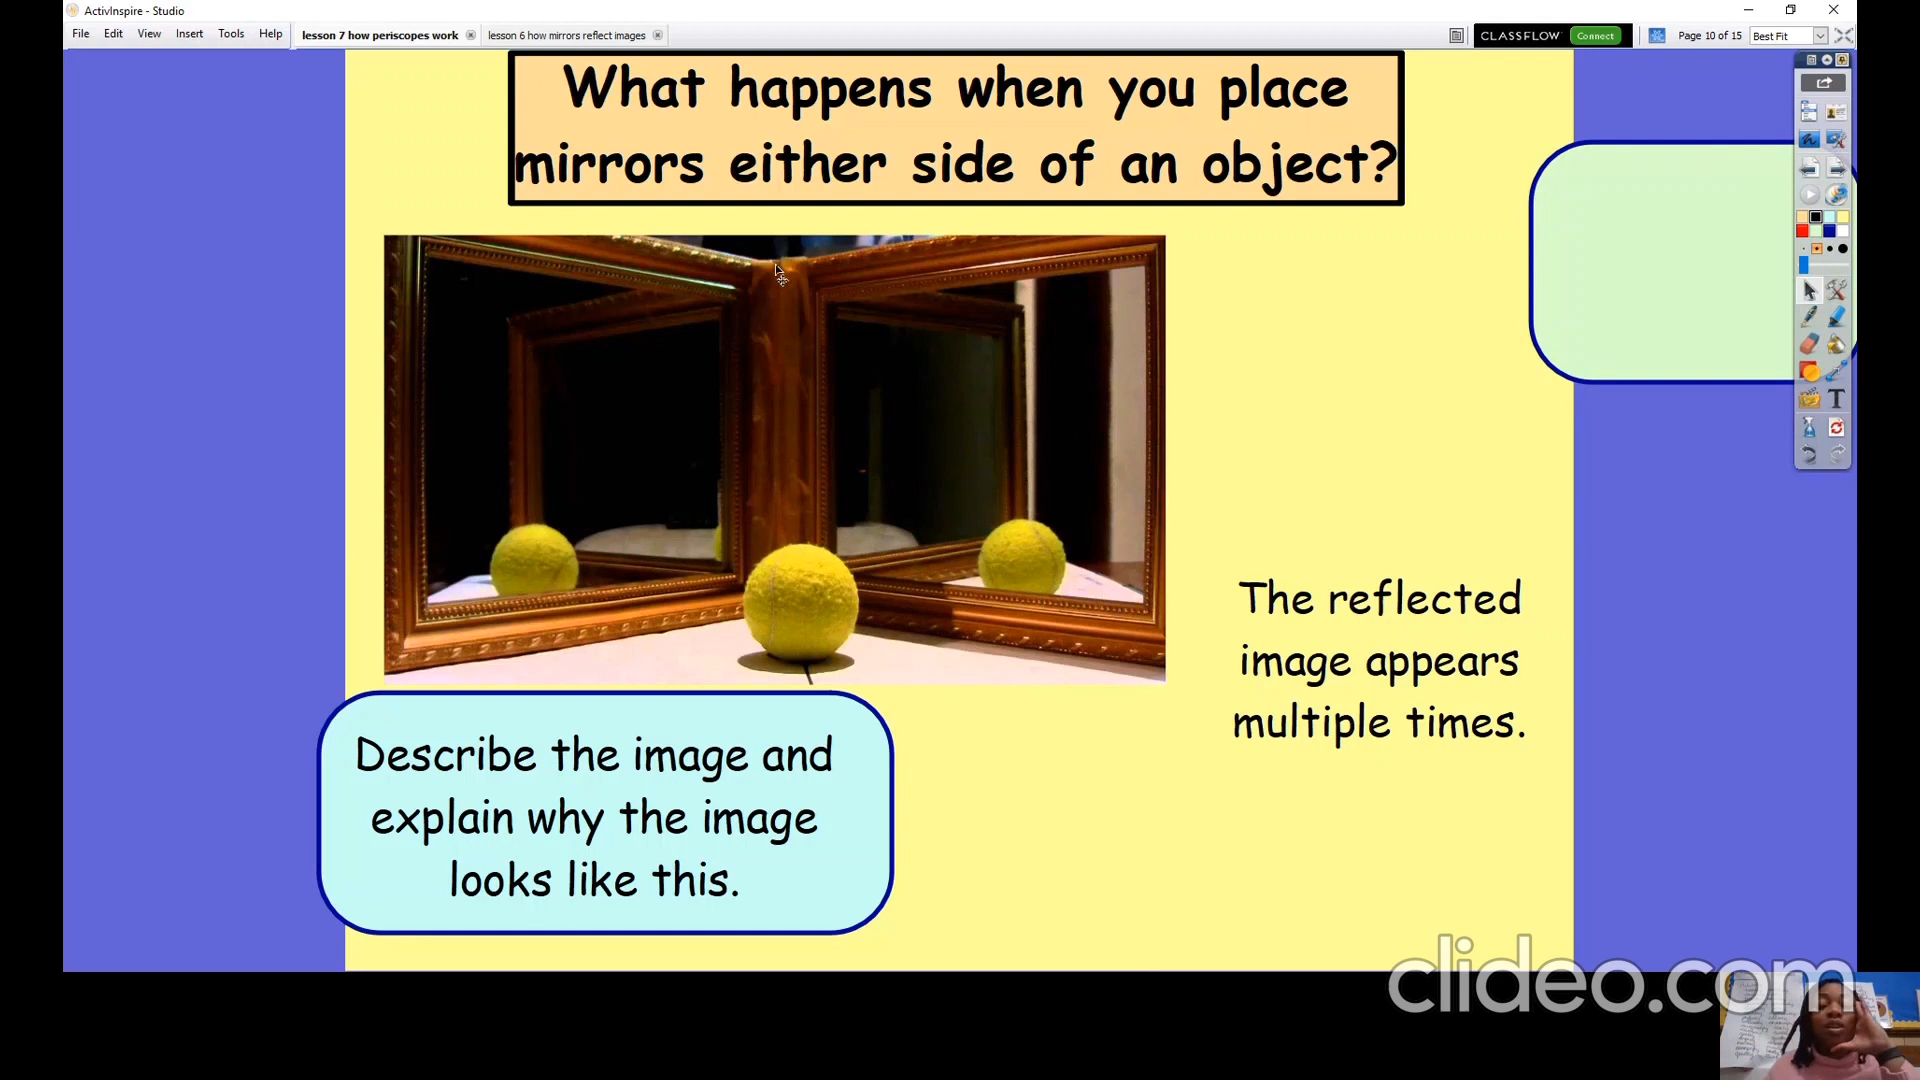 ActivInspire - Studio
File Edit View Insert Tools Help
lesson 7 how periscopes work
lesson 6 how mirrors reflect images
CLASSFLOW Connect
Page 10 of 15
Best Fit
What happens when you place
mirrors either side of an object?
The reflected
image appears
multiple times.
Describe the image and
explain why the image
looks like this.
clideo.com